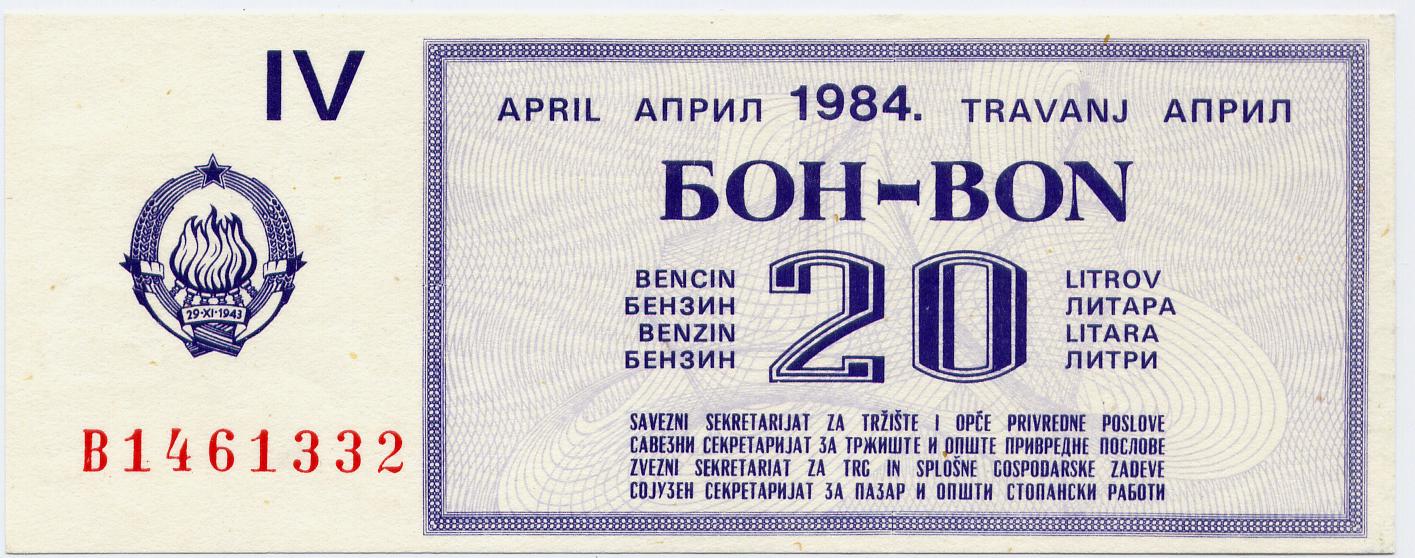 IV
29·XI·1943
B1461332
APRIL АПРИЛ 1984. TRAVANJ АПРИЛ
БОН-BON
BENCIN 20 LITROV
БЕНЗИН ЛИТАРА
BENZIN LITARA
БЕНЗИН ЛИТРИ
SAVEZNI SEKRETARIJAT ZA TRŽIŠTE I OPĆE PRIVREDNE POSLOVE
САВЕЗНИ СЕКРЕТАРИЈАТ ЗА ТРЖИШТЕ И ОПШТЕ ПРИВРЕДНЕ ПОСЛОВЕ
ZVEZNI SEKRETARIAT ZA TRG IN SPLOŠNE GOSPODARSKE ZADEVE
СОЈУЗЕН СЕКРЕТАРИЈАТ ЗА ПАЗАР И ОПШТИ СТОПАНСКИ РАБОТИ